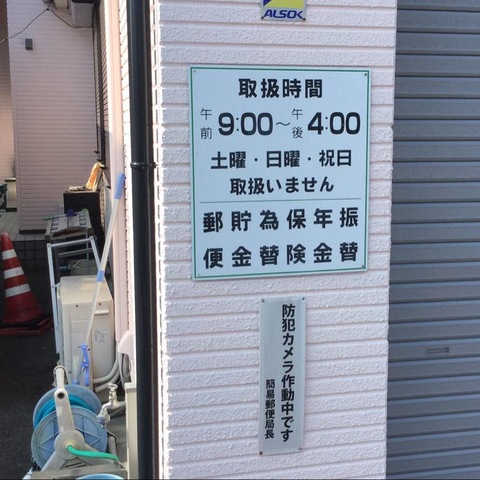 ALSOK
取扱時間
午前9:00～午後4:00
土曜・日曜・祝日
取扱いません
郵貯為保年振
便金替険金替
防犯カメラ作動中です
簡易郵便局長